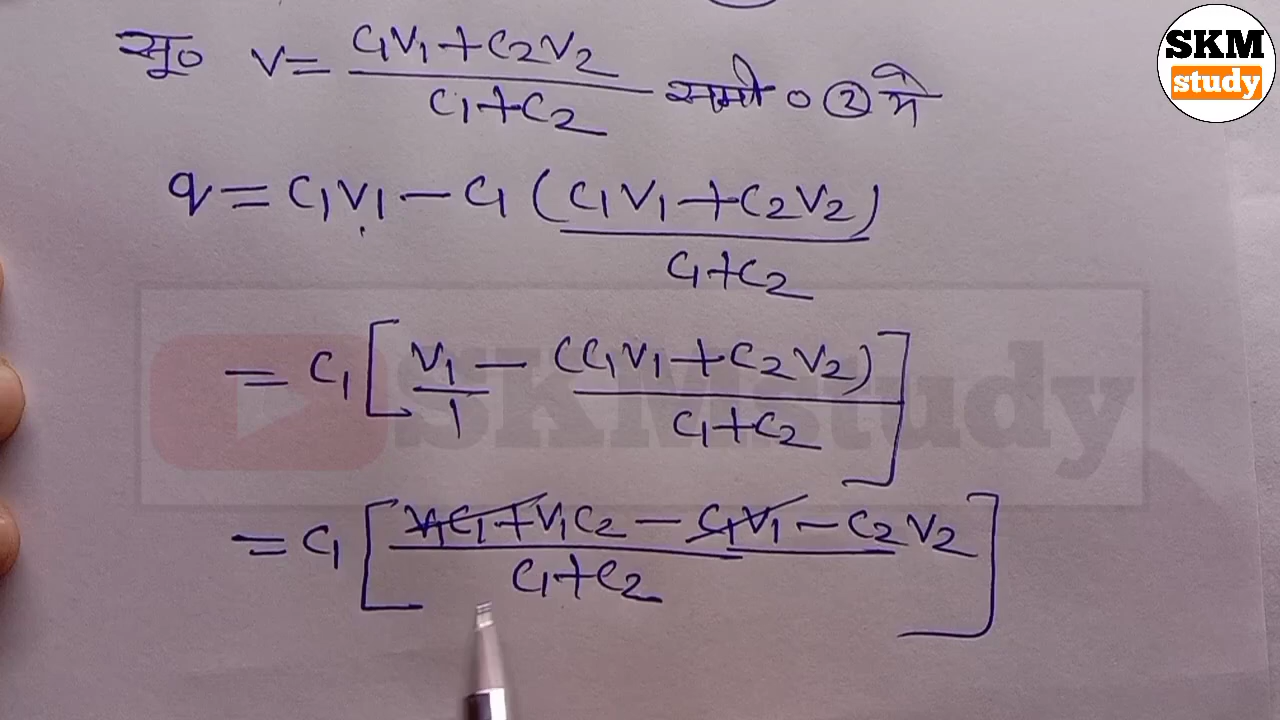 SKM
study
सू० V = C₁V₁ + C₂V₂ / C₁ + C₂ समी० ② में
q = C₁V₁ − C₁ (C₁V₁ + C₂V₂) / C₁ + C₂
= C₁ [ V₁ / 1 − (C₁V₁ + C₂V₂) / C₁ + C₂ ]
SKMstudy
= C₁ [ V₁C₁ + V₁C₂ − C₁V₁ − C₂V₂ / C₁ + C₂ ]